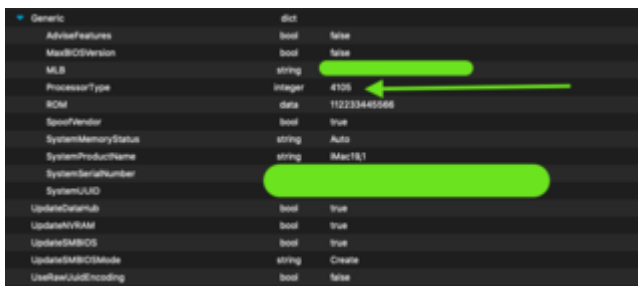 Generic dict
AdviseFeatures bool false
MaxBIOSVersion bool false
MLB string
ProcessorType integer 4105
ROM data 112233445566
SpoofVendor bool true
SystemMemoryStatus string Auto
SystemProductName string iMac19,1
SystemSerialNumber
SystemUUID
UpdateDataHub bool true
UpdateNVRAM bool true
UpdateSMBIOS bool true
UpdateSMBIOSMode string Create
UseRawUuidEncoding bool false